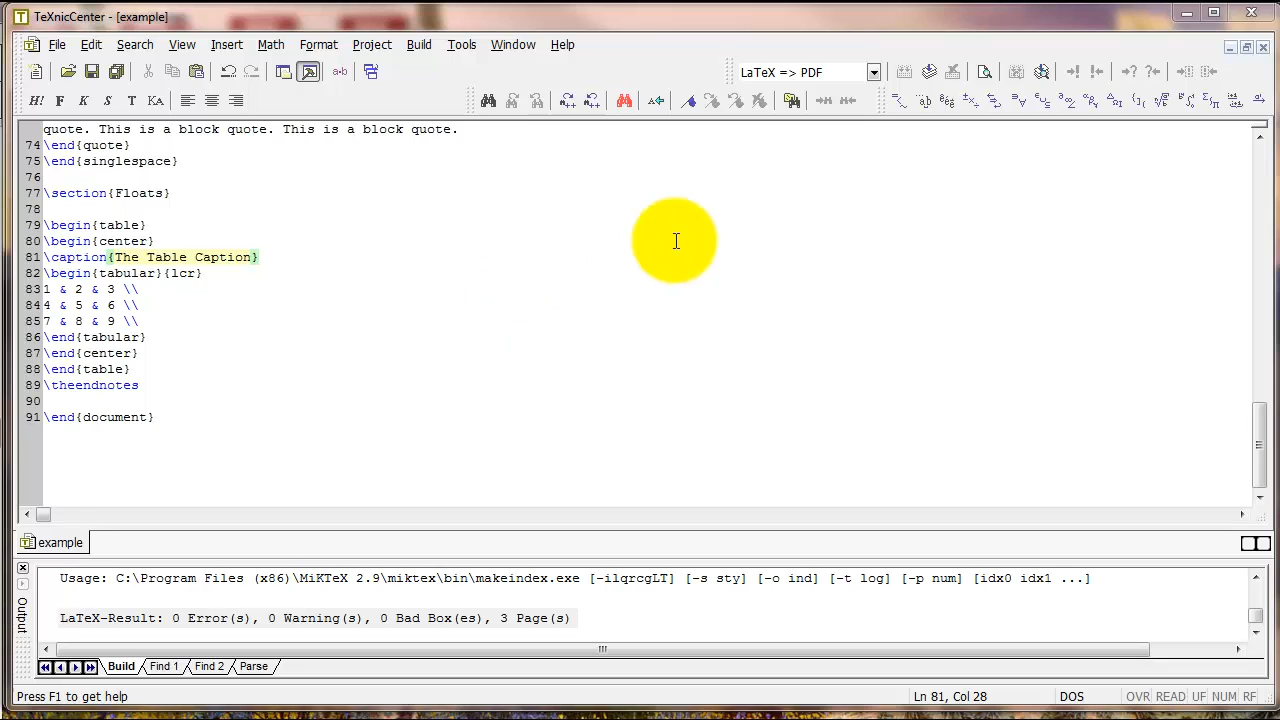 TeXnicCenter - [example]
File Edit Search View Insert Math Format Project Build Tools Window Help
LaTeX => PDF
quote. This is a block quote. This is a block quote.
74 \end{quote}
75 \end{singlespace}
76
77 \section{Floats}
78
79 \begin{table}
80 \begin{center}
81 \caption{The Table Caption}
82 \begin{tabular}{lcr}
83 1 & 2 & 3 \\
84 4 & 5 & 6 \\
85 7 & 8 & 9 \\
86 \end{tabular}
87 \end{center}
88 \end{table}
89 \theendnotes
90
91 \end{document}
example
Output
Usage: C:\Program Files (x86)\MiKTeX 2.9\miktex\bin\makeindex.exe [-ilqrcgLT] [-s sty] [-o ind] [-t log] [-p num] [idx0 idx1 ...]
LaTeX-Result: 0 Error(s), 0 Warning(s), 0 Bad Box(es), 3 Page(s)
Build Find 1 Find 2 Parse
Press F1 to get help Ln 81, Col 28 DOS OVR READ UF NUM RF